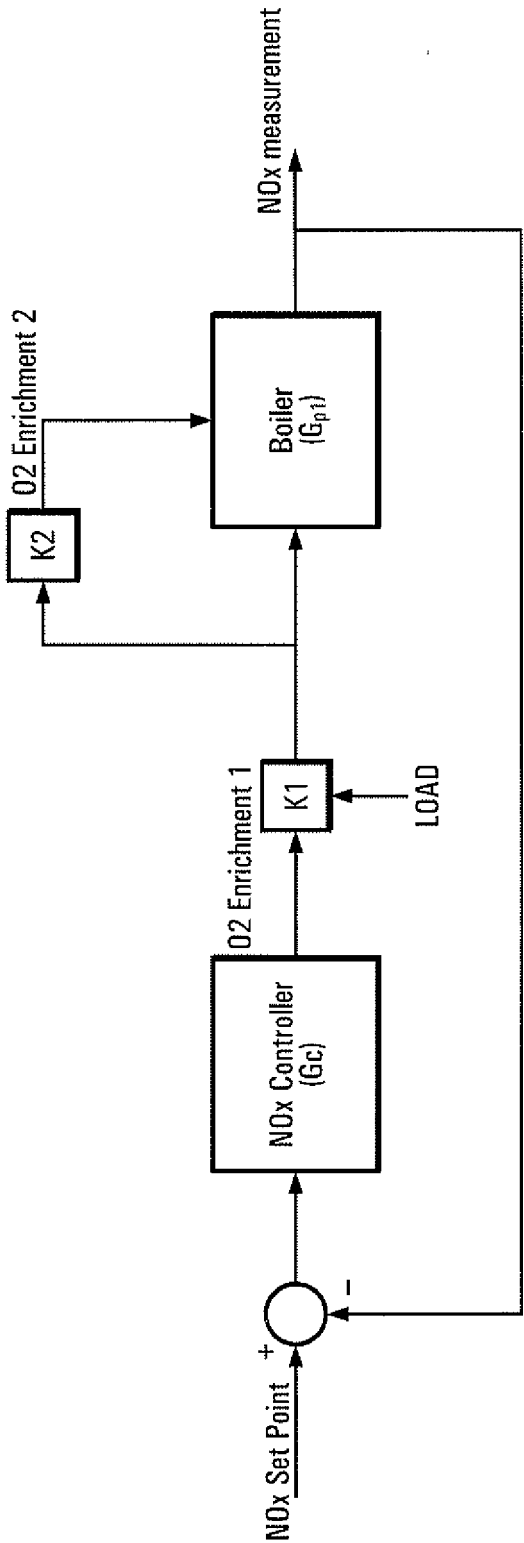 NOx Set Point
+
−
NOx Controller
(Gc)
O2 Enrichment 1
K1
LOAD
K2
O2 Enrichment 2
Boiler
(Gp1)
NOx measurement